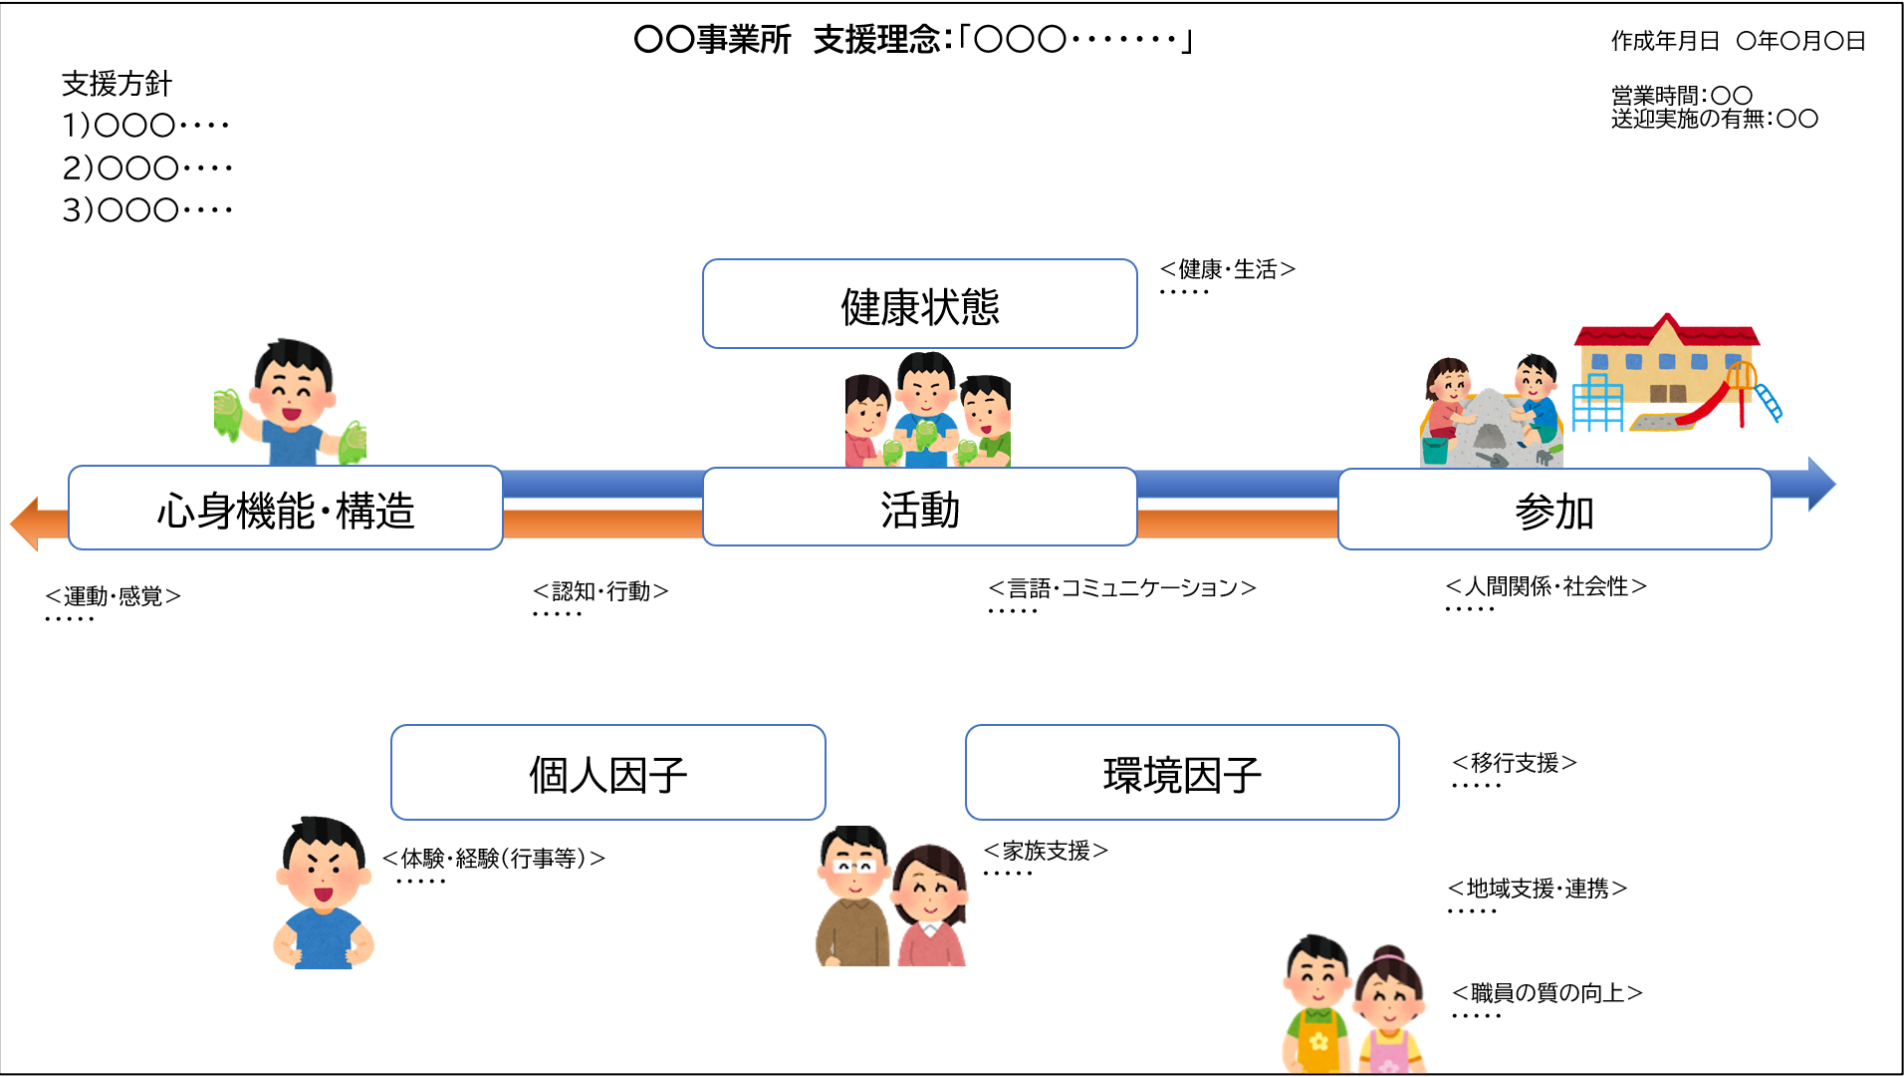 〇〇事業所　支援理念:「〇〇〇・・・・・・・」
作成年月日　〇年〇月〇日
支援方針
1)〇〇〇・・・・
2)〇〇〇・・・・
3)〇〇〇・・・・
営業時間:〇〇
送迎実施の有無:〇〇
健康状態
<健康・生活>
・・・・・
心身機能・構造
活動
参加
<運動・感覚>
・・・・・
<認知・行動>
・・・・・
<言語・コミュニケーション>
・・・・・
<人間関係・社会性>
・・・・・
個人因子
環境因子
<体験・経験(行事等)>
・・・・・
<家族支援>
・・・・・
<移行支援>
・・・・・
<地域支援・連携>
・・・・・
<職員の質の向上>
・・・・・